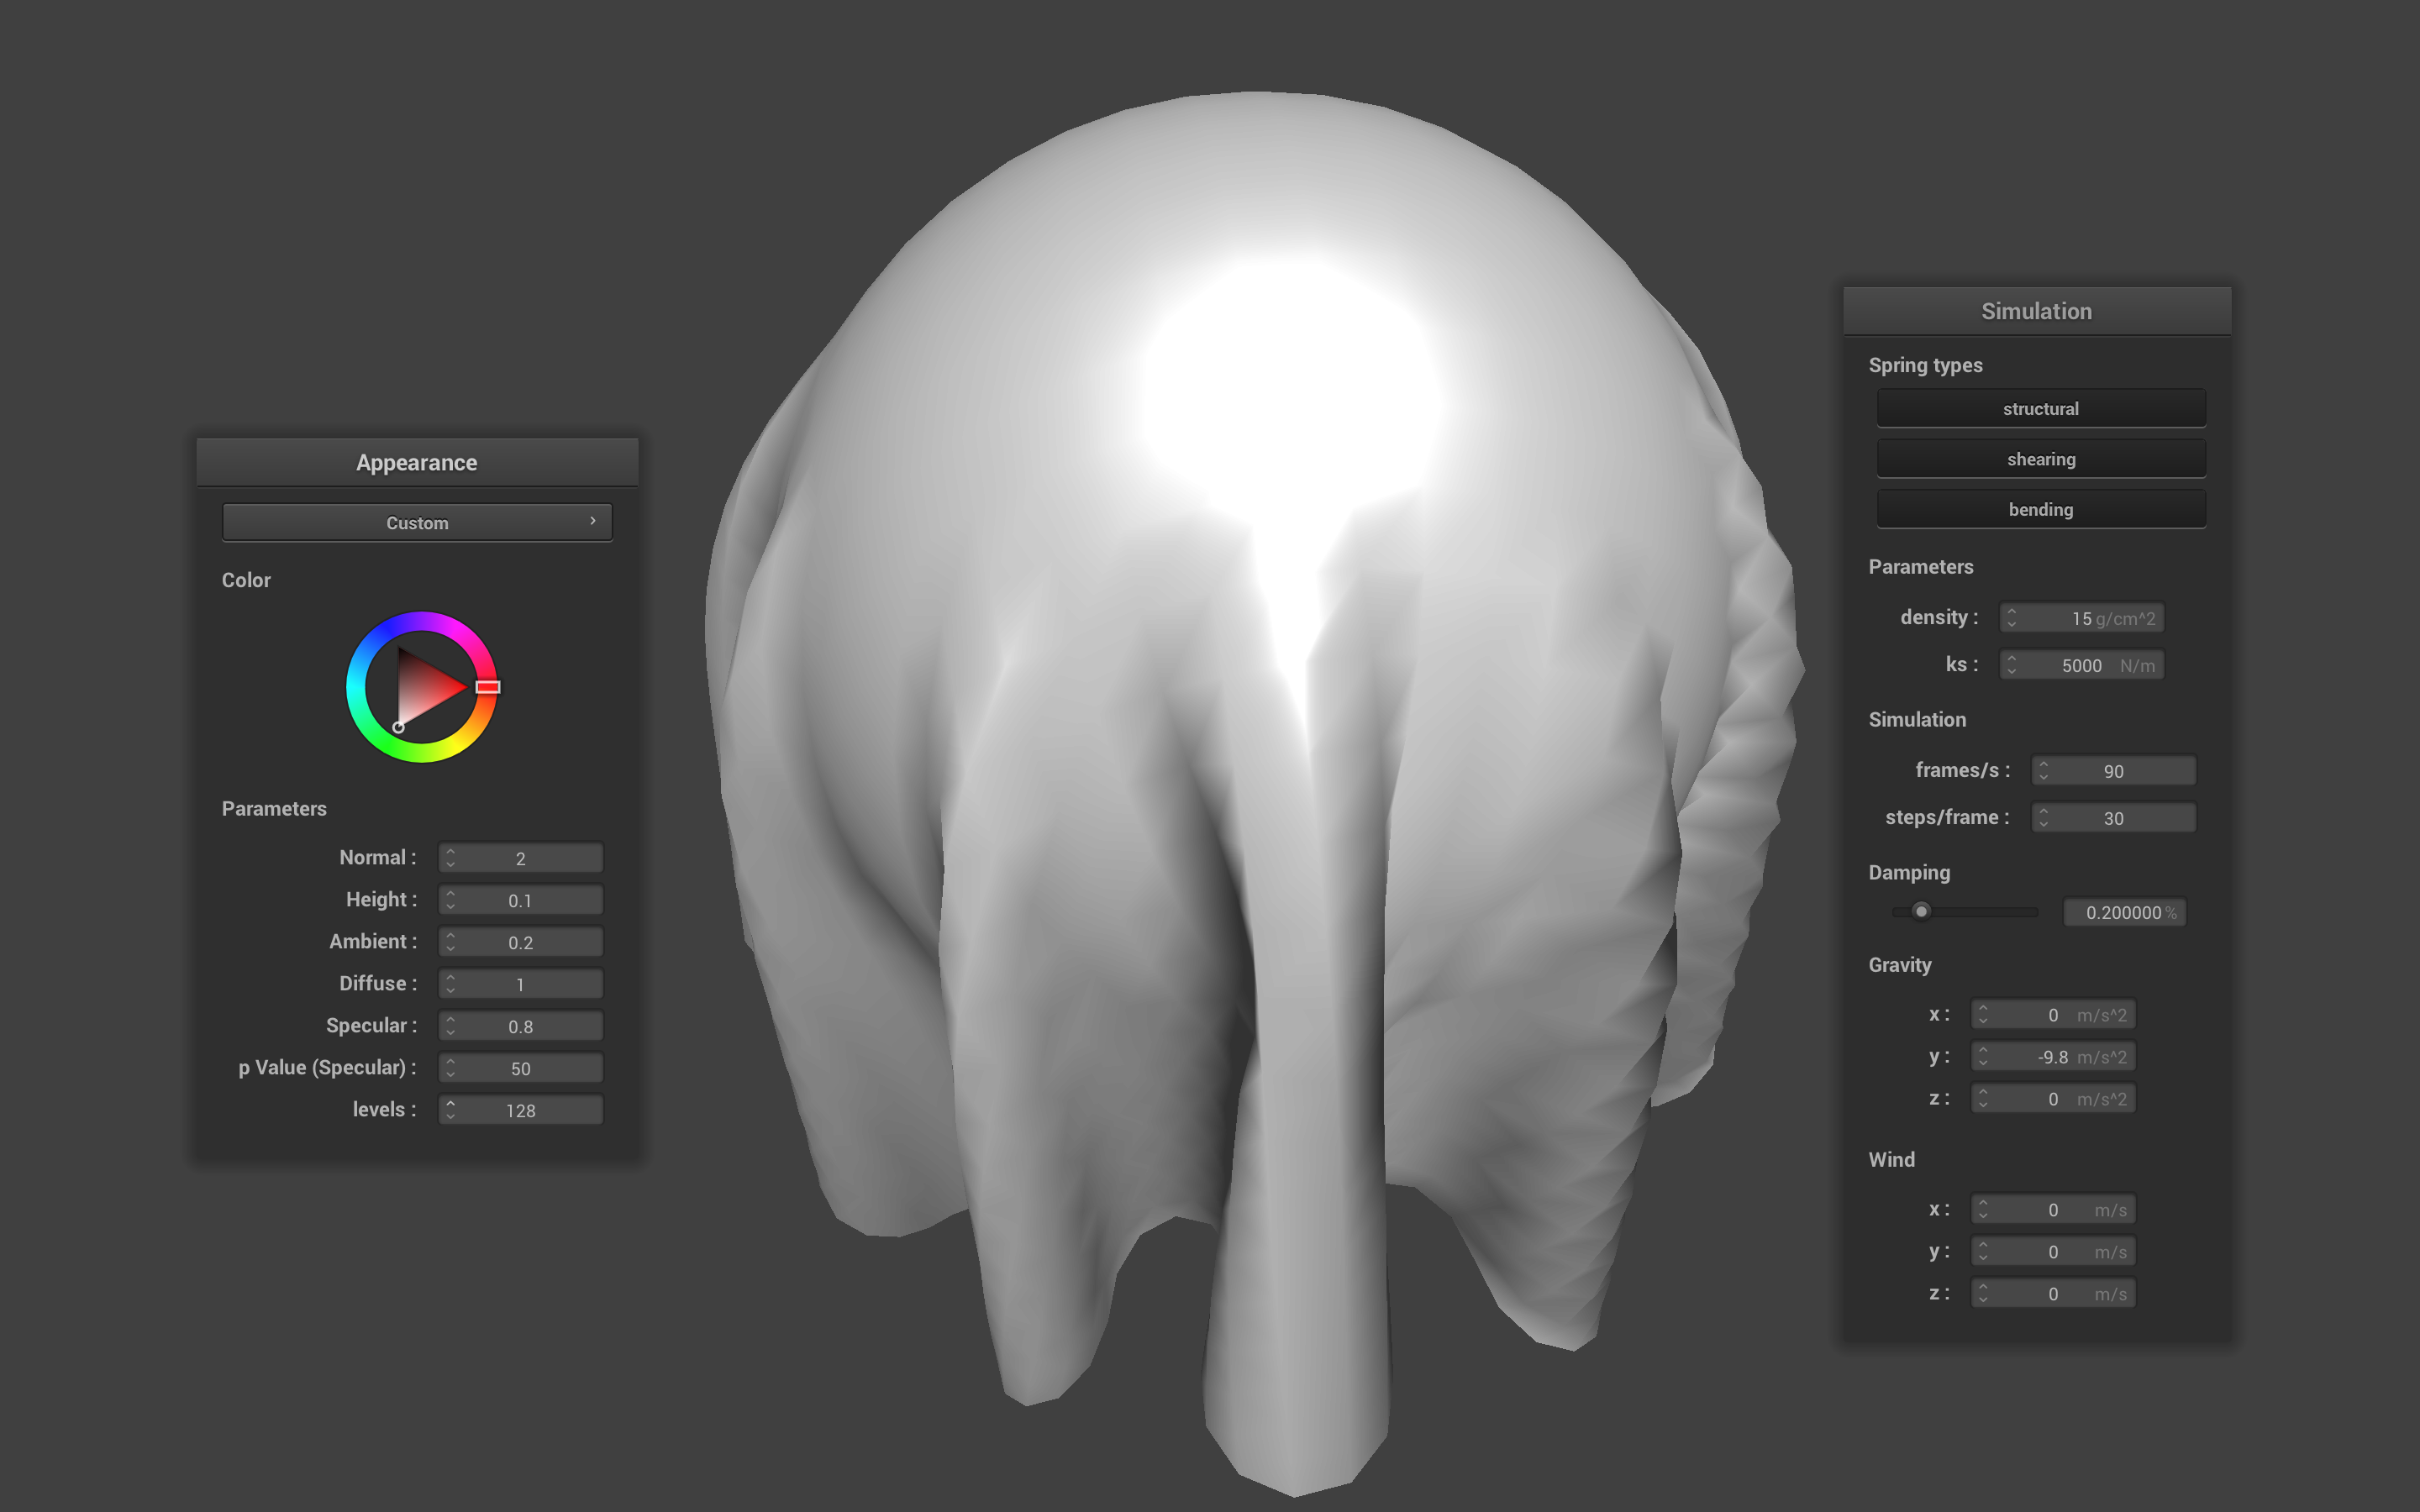 Appearance
Custom
Color
Parameters
Normal : 2
Height : 0.1
Ambient : 0.2
Diffuse : 1
Specular : 0.8
p Value (Specular) : 50
levels : 128
Simulation
Spring types
structural
shearing
bending
Parameters
density : 15 g/cm^2
ks : 5000 N/m
Simulation
frames/s : 90
steps/frame : 30
Damping
0.200000 %
Gravity
x : 0 m/s^2
y : -9.8 m/s^2
z : 0 m/s^2
Wind
x : 0 m/s
y : 0 m/s
z : 0 m/s